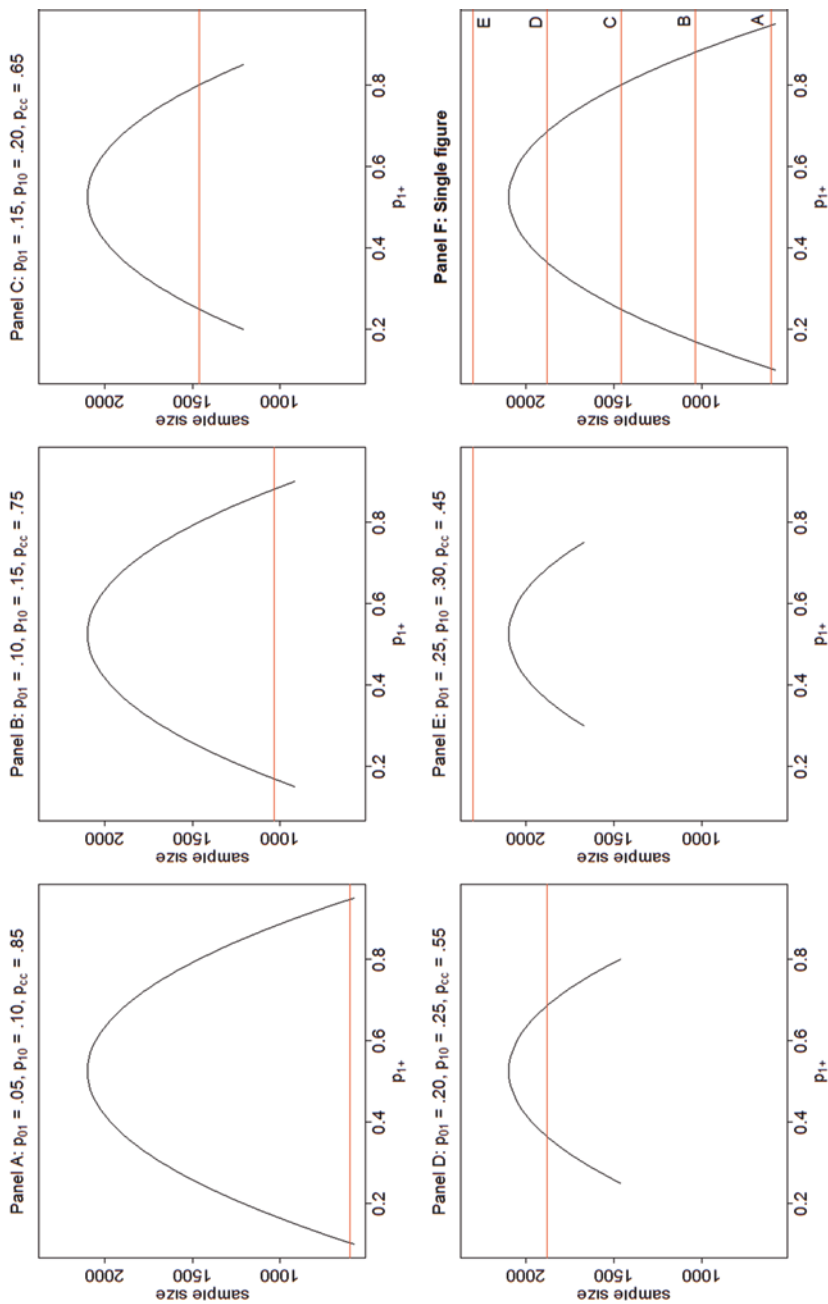 Panel A: p01 = .05, p10 = .10, pcc = .85
sample size
2000
1500
1000
0.2
0.4
0.6
0.8
p1+
Panel B: p01 = .10, p10 = .15, pcc = .75
sample size
2000
1500
1000
0.2
0.4
0.6
0.8
p1+
Panel C: p01 = .15, p10 = .20, pcc = .65
sample size
2000
1500
1000
0.2
0.4
0.6
0.8
p1+
Panel D: p01 = .20, p10 = .25, pcc = .55
sample size
2000
1500
1000
0.2
0.4
0.6
0.8
p1+
Panel E: p01 = .25, p10 = .30, pcc = .45
sample size
2000
1500
1000
0.2
0.4
0.6
0.8
p1+
Panel F: Single figure
sample size
2000
1500
1000
E
D
C
B
A
0.2
0.4
0.6
0.8
p1+